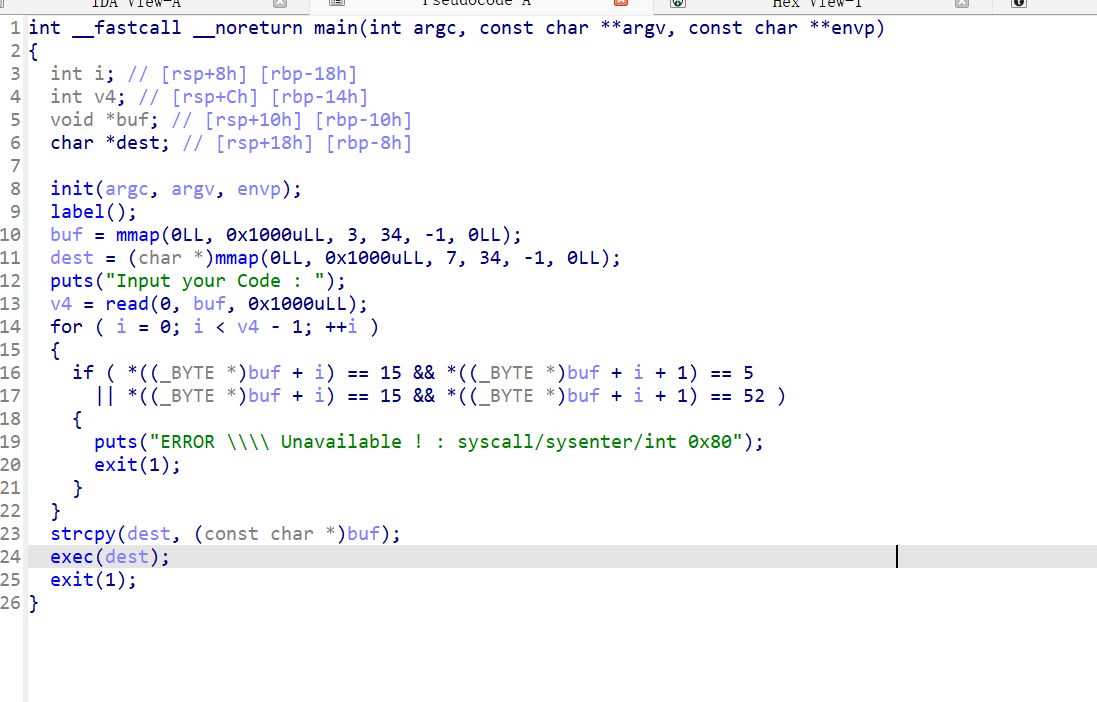 IDA View-A Pseudocode-A Hex View-1
1 int __fastcall __noreturn main(int argc, const char **argv, const char **envp)
2 {
3 int i; // [rsp+8h] [rbp-18h]
4 int v4; // [rsp+Ch] [rbp-14h]
5 void *buf; // [rsp+10h] [rbp-10h]
6 char *dest; // [rsp+18h] [rbp-8h]
7
8 init(argc, argv, envp);
9 label();
10 buf = mmap(0LL, 0x1000uLL, 3, 34, -1, 0LL);
11 dest = (char *)mmap(0LL, 0x1000uLL, 7, 34, -1, 0LL);
12 puts("Input your Code : ");
13 v4 = read(0, buf, 0x1000uLL);
14 for ( i = 0; i < v4 - 1; ++i )
15 {
16 if ( *((_BYTE *)buf + i) == 15 && *((_BYTE *)buf + i + 1) == 5
17 || *((_BYTE *)buf + i) == 15 && *((_BYTE *)buf + i + 1) == 52 )
18 {
19 puts("ERROR \\\\ Unavailable ! : syscall/sysenter/int 0x80");
20 exit(1);
21 }
22 }
23 strcpy(dest, (const char *)buf);
24 exec(dest);
25 exit(1);
26 }